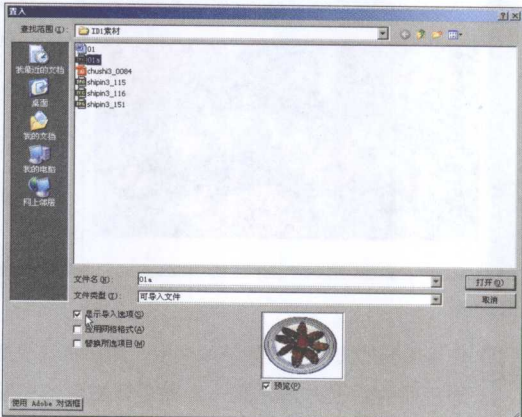 置入
查找范围(I):
ID1素材
我最近的文档
桌面
我的文档
我的电脑
网上邻居
01
01a
chushi3_0084
shipin3_115
shipin3_116
shipin3_151
文件名(N):
01a
打开(O)
文件类型(T):
可导入文件
取消
显示导入选项(S)
应用网格格式(A)
替换所选项目(M)
预览(P)
使用 Adobe 对话框